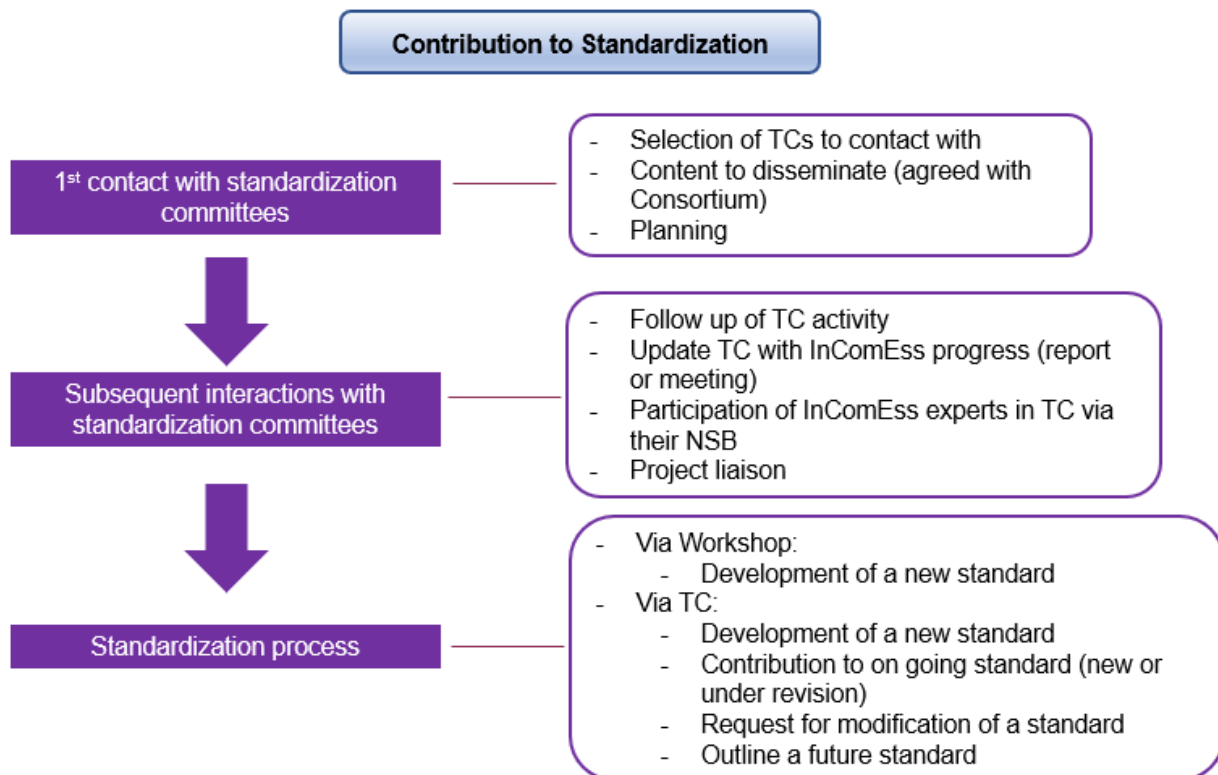 Contribution to Standardization
1st contact with standardization
committees
- Selection of TCs to contact with
- Content to disseminate (agreed with
Consortium)
- Planning
Subsequent interactions with
standardization committees
- Follow up of TC activity
- Update TC with InComEss progress (report
or meeting)
- Participation of InComEss experts in TC via
their NSB
- Project liaison
Standardization process
- Via Workshop:
- Development of a new standard
- Via TC:
- Development of a new standard
- Contribution to on going standard (new or
under revision)
- Request for modification of a standard
- Outline a future standard